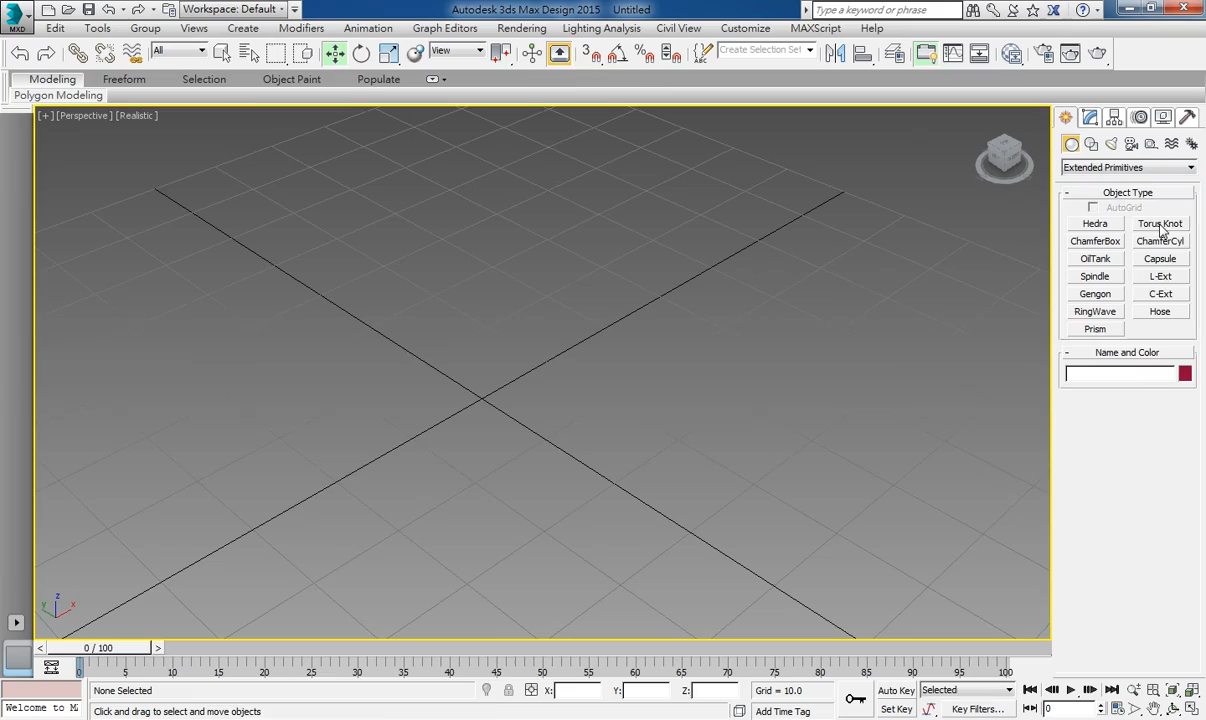 Workspace: Default
Autodesk 3ds Max Design 2015 Untitled
Type a keyword or phrase
MXD
Edit Tools Group Views Create Modifiers Animation Graph Editors Rendering Lighting Analysis Civil View Customize MAXScript Help
All
View
3
Create Selection Set
Modeling Freeform Selection Object Paint Populate
Polygon Modeling
[+] [Perspective] [Realistic]
Extended Primitives
- Object Type
AutoGrid
Hedra Torus Knot
ChamferBox ChamferCyl
OilTank Capsule
Spindle L-Ext
Gengon C-Ext
RingWave Hose
Prism
- Name and Color
z
y x
< 0 / 100 >
0 5 10 15 20 25 30 35 40 45 50 55 60 65 70 75 80 85 90 95 100
None Selected X: Y: Z: Grid = 10.0 Auto Key Selected
Welcome to M Click and drag to select and move objects Add Time Tag Set Key Key Filters... 0